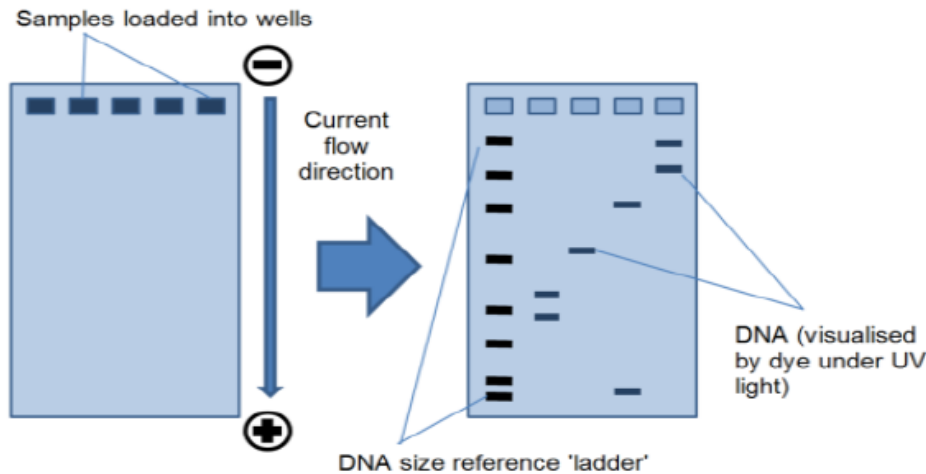 Samples loaded into wells
Current
flow
direction
DNA (visualised
by dye under UV
light)
DNA size reference 'ladder'